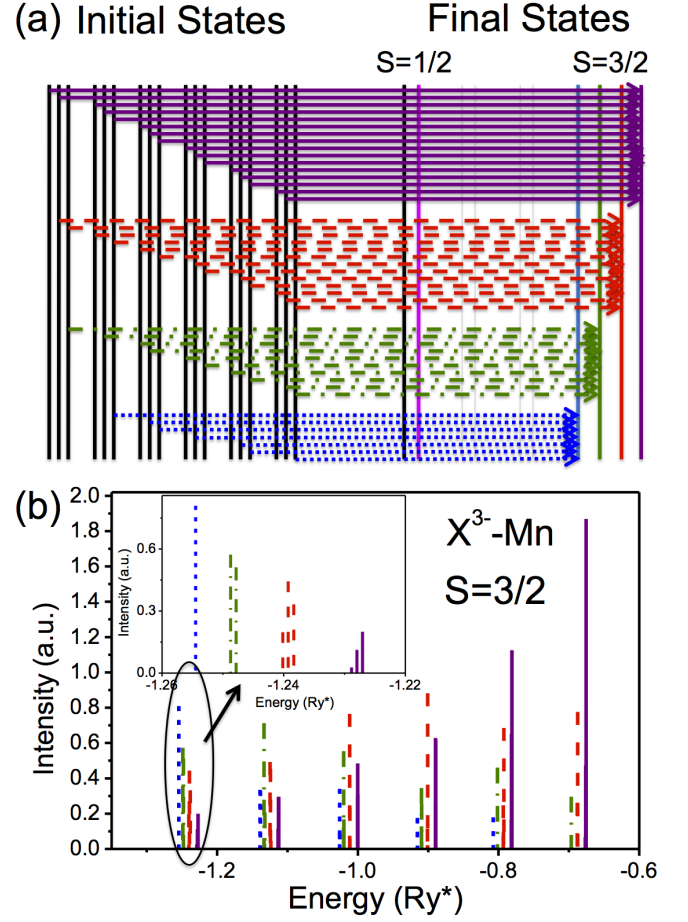 (a) Initial States Final States
S=1/2 S=3/2
(b)
X3--Mn
S=3/2
Intensity (a.u.)
2.0
1.8
1.6
1.4
1.2
1.0
0.8
0.6
0.4
0.2
0.0
-1.2 -1.0 -0.8 -0.6
Energy (Ry*)
Intensity (a.u.)
0.6
0.3
0.0
-1.26 -1.24 -1.22
Energy (Ry*)